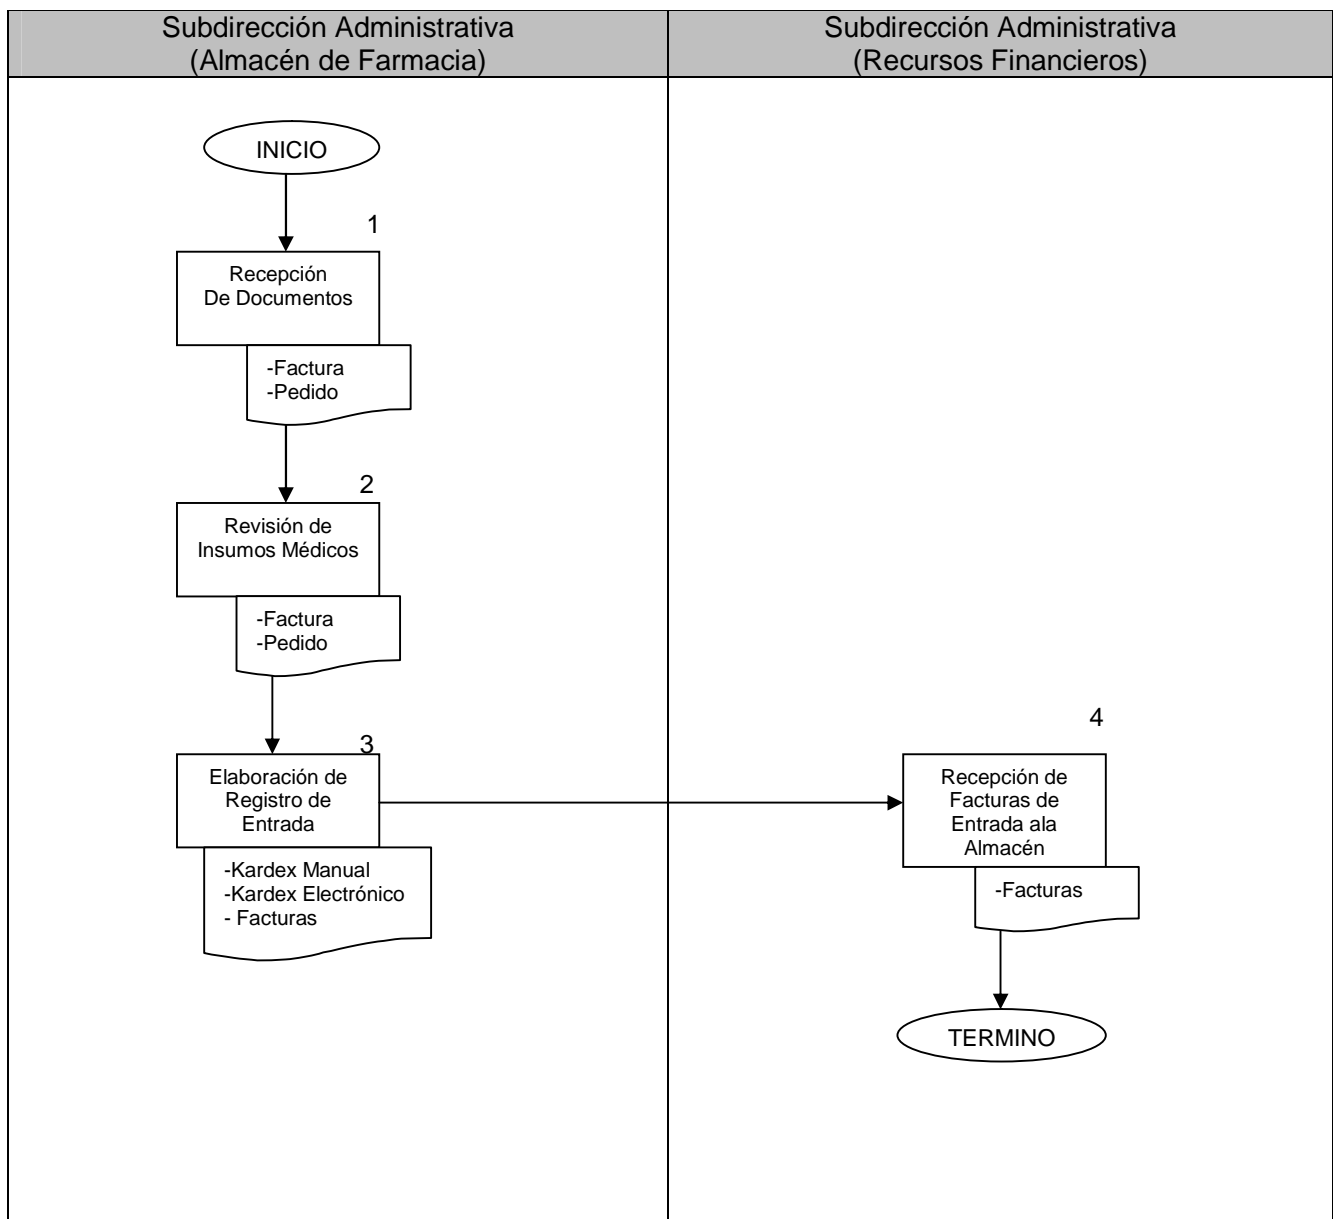 Subdirección Administrativa
(Almacén de Farmacia)
Subdirección Administrativa
(Recursos Financieros)
INICIO
1
Recepción
De Documentos
-Factura
-Pedido
2
Revisión de
Insumos Médicos
-Factura
-Pedido
3
Elaboración de
Registro de
Entrada
-Kardex Manual
-Kardex Electrónico
- Facturas
4
Recepción de
Facturas de
Entrada ala
Almacén
-Facturas
TERMINO